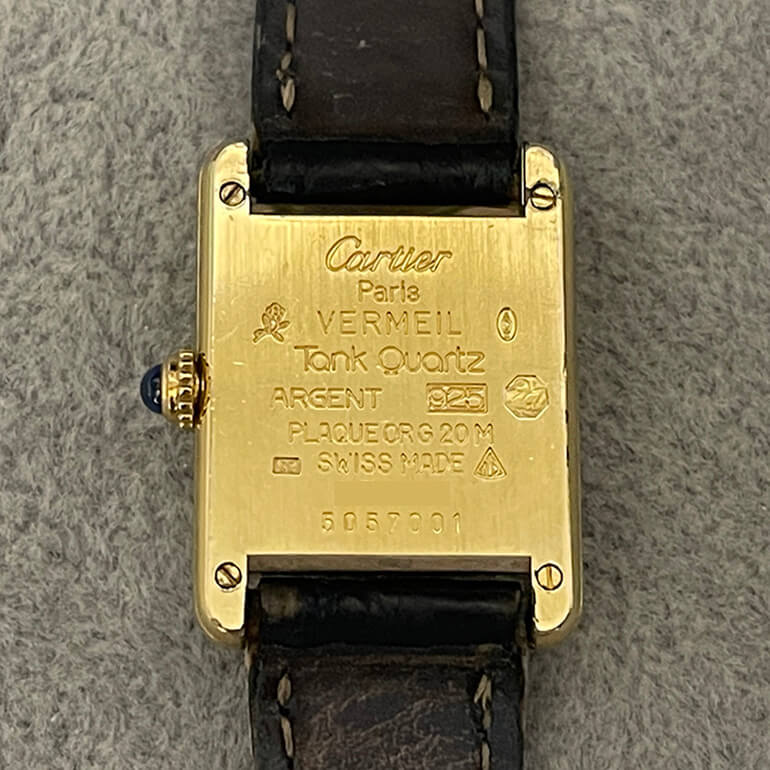 Cartier
Paris
VERMEIL
Tank Quartz
ARGENT 925
PLAQUE OR G 20 M
SWISS MADE
5057001